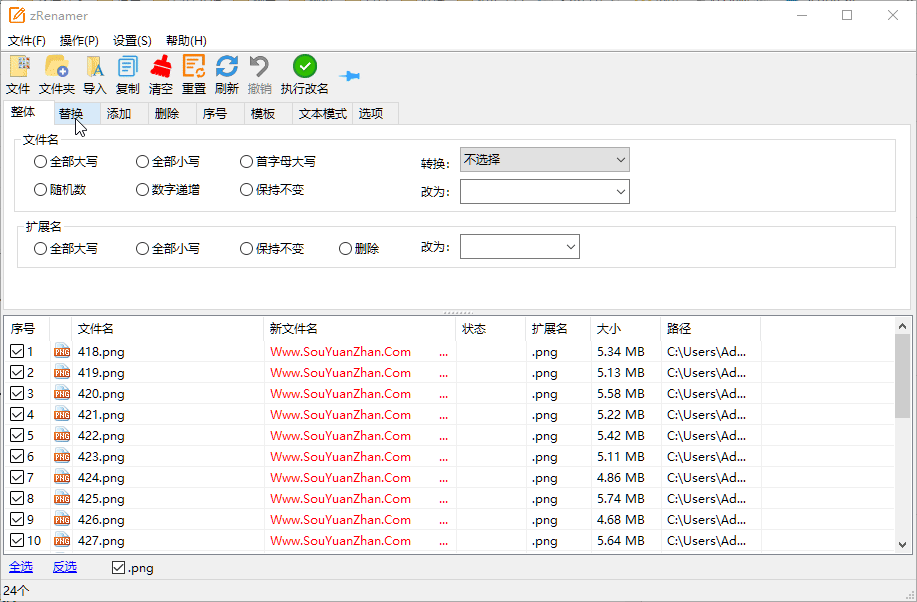 zRenamer
文件(F) 操作(P) 设置(S) 帮助(H)
文件 文件夹 导入 复制 清空 重置 刷新 撤销 执行改名
整体 替换 添加 删除 序号 模板 文本模式 选项
文件名
全部大写 全部小写 首字母大写 转换: 不选择
随机数 数字递增 保持不变 改为:
扩展名
全部大写 全部小写 保持不变 删除 改为:
序号 文件名 新文件名 状态 扩展名 大小 路径
1 PNG 418.png Www.SouYuanZhan.Com ... .png 5.34 MB C:\Users\Ad...
2 PNG 419.png Www.SouYuanZhan.Com ... .png 5.13 MB C:\Users\Ad...
3 PNG 420.png Www.SouYuanZhan.Com ... .png 5.58 MB C:\Users\Ad...
4 PNG 421.png Www.SouYuanZhan.Com ... .png 5.22 MB C:\Users\Ad...
5 PNG 422.png Www.SouYuanZhan.Com ... .png 5.42 MB C:\Users\Ad...
6 PNG 423.png Www.SouYuanZhan.Com ... .png 5.11 MB C:\Users\Ad...
7 PNG 424.png Www.SouYuanZhan.Com ... .png 4.86 MB C:\Users\Ad...
8 PNG 425.png Www.SouYuanZhan.Com ... .png 5.74 MB C:\Users\Ad...
9 PNG 426.png Www.SouYuanZhan.Com ... .png 4.68 MB C:\Users\Ad...
10 PNG 427.png Www.SouYuanZhan.Com ... .png 5.64 MB C:\Users\Ad...
全选 反选 .png
24个